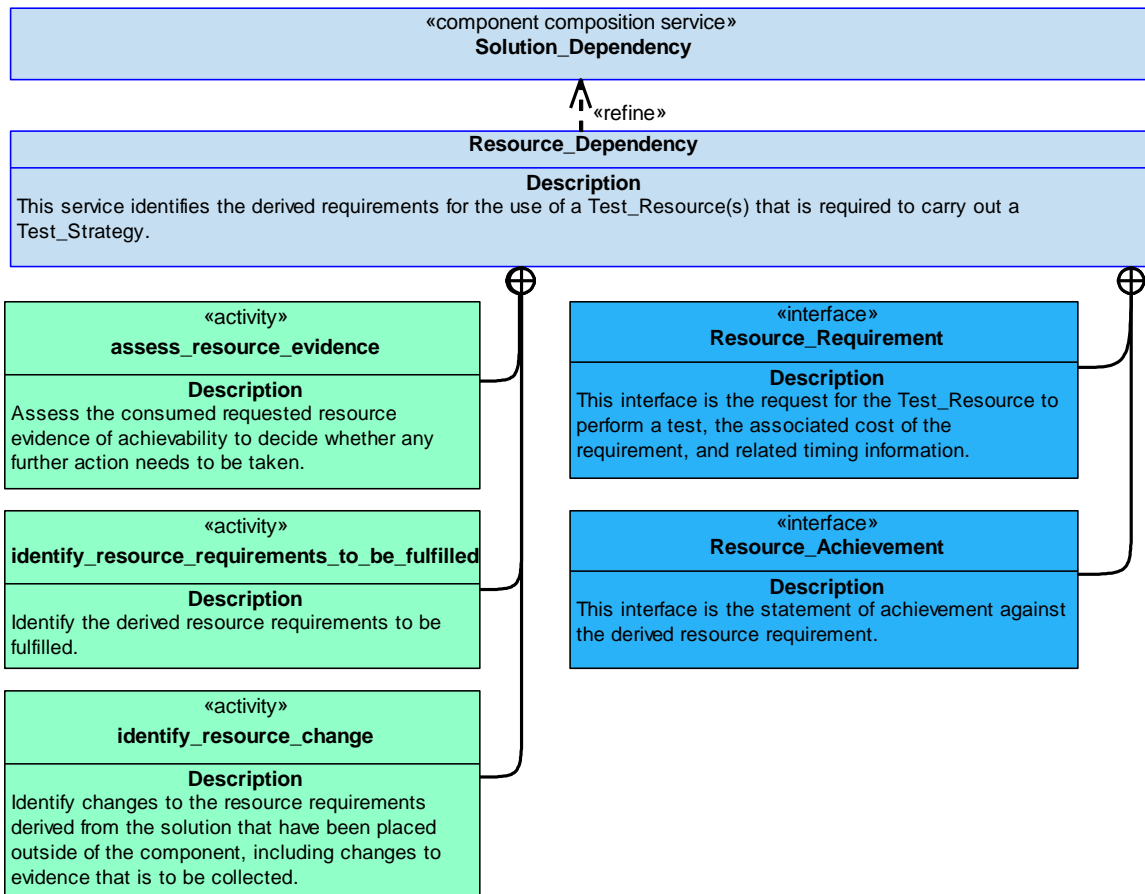 «component composition service»
Solution_Dependency
«refine»
Resource_Dependency
Description
This service identifies the derived requirements for the use of a Test_Resource(s) that is required to carry out a
Test_Strategy.
«activity»
assess_resource_evidence
Description
Assess the consumed requested resource
evidence of achievability to decide whether any
further action needs to be taken.
«activity»
identify_resource_requirements_to_be_fulfilled
Description
Identify the derived resource requirements to be
fulfilled.
«activity»
identify_resource_change
Description
Identify changes to the resource requirements
derived from the solution that have been placed
outside of the component, including changes to
evidence that is to be collected.
«interface»
Resource_Requirement
Description
This interface is the request for the Test_Resource to
perform a test, the associated cost of the
requirement, and related timing information.
«interface»
Resource_Achievement
Description
This interface is the statement of achievement against
the derived resource requirement.